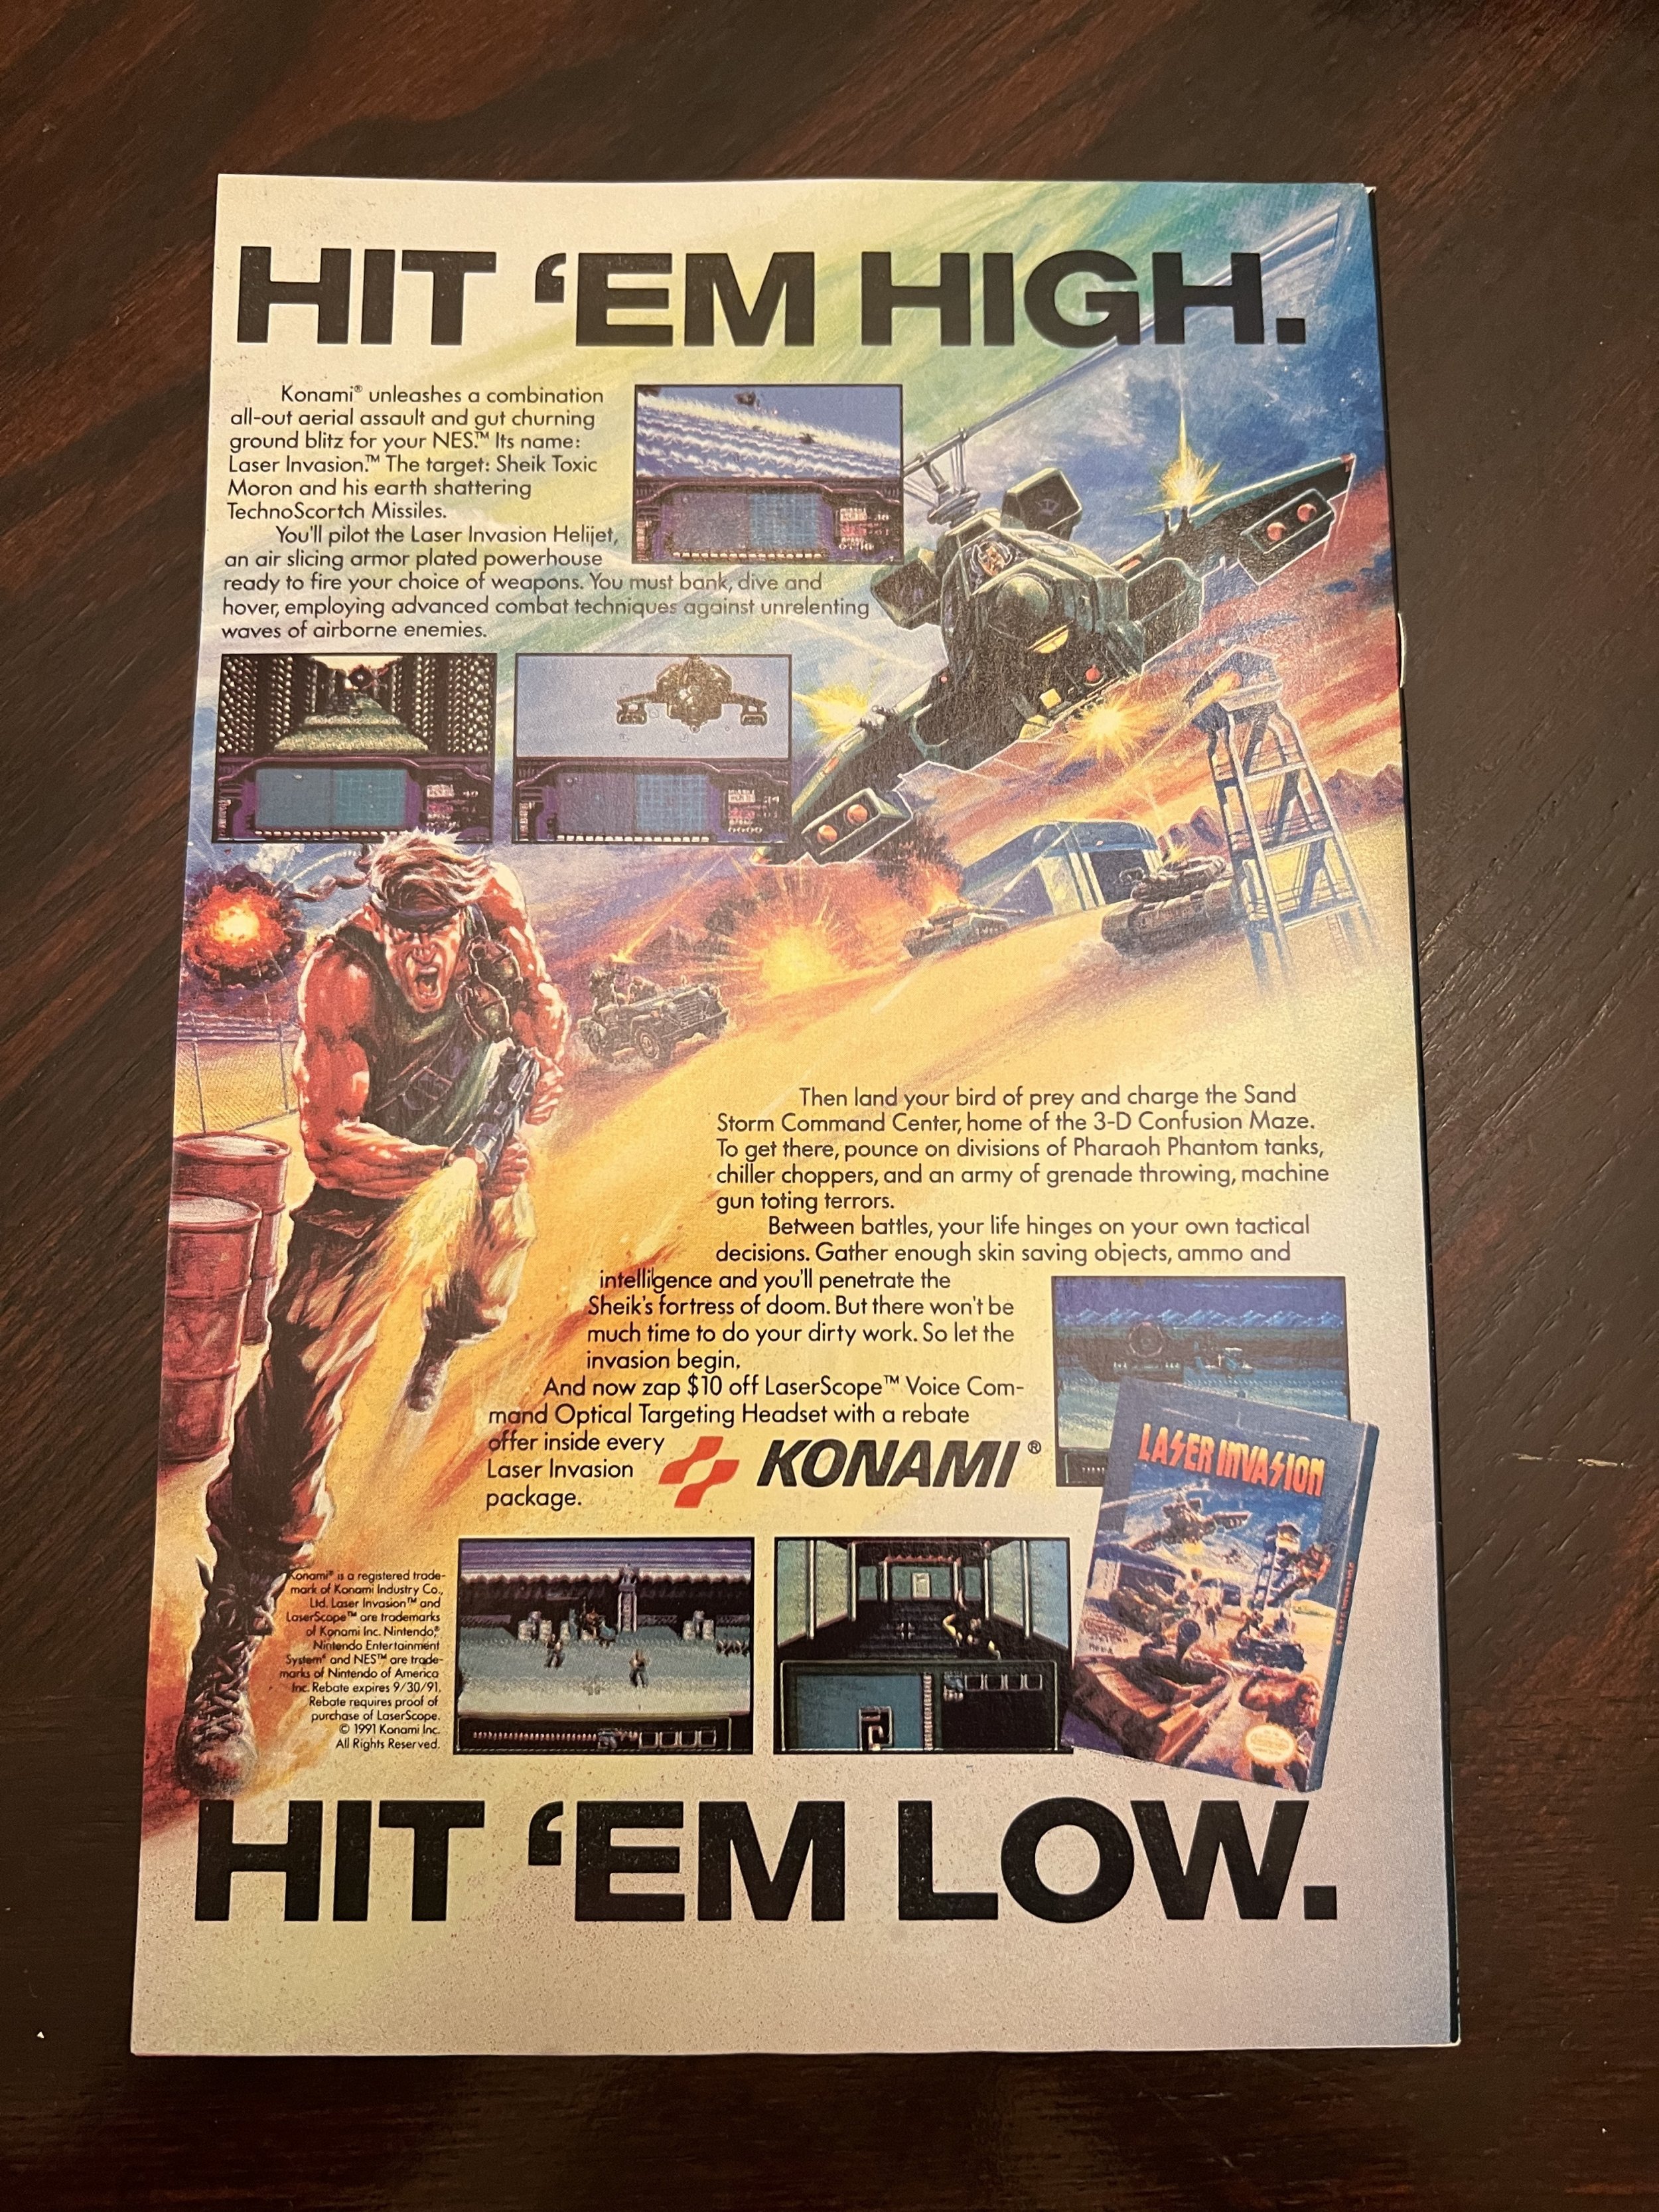 HIT ‘EM HIGH.
Konami® unleashes a combination
all-out aerial assault and gut churning
ground blitz for your NES.™ Its name:
Laser Invasion.™ The target: Sheik Toxic
Moron and his earth shattering
TechnoScortch Missiles.
You'll pilot the Laser Invasion Helijet,
an air slicing armor plated powerhouse
ready to fire your choice of weapons. You must bank, dive and
hover, employing advanced combat techniques against unrelenting
waves of airborne enemies.
Then land your bird of prey and charge the Sand
Storm Command Center, home of the 3-D Confusion Maze.
To get there, pounce on divisions of Pharaoh Phantom tanks,
chiller choppers, and an army of grenade throwing, machine
gun toting terrors.
Between battles, your life hinges on your own tactical
decisions. Gather enough skin saving objects, ammo and
intelligence and you'll penetrate the
Sheik's fortress of doom. But there won't be
much time to do your dirty work. So let the
invasion begin.
And now zap $10 off LaserScope™ Voice Com-
mand Optical Targeting Headset with a rebate
offer inside every
Laser Invasion
package.
KONAMI®
LASER INVASION
Konami® is a registered trade-
mark of Konami Industry Co.,
Ltd. Laser Invasion™ and
LaserScope™ are trademarks
of Konami Inc. Nintendo,®
Nintendo Entertainment
System® and NES™ are trade-
marks of Nintendo of America
Inc. Rebate expires 9/30/91.
Rebate requires proof of
purchase of LaserScope.
© 1991 Konami Inc.
All Rights Reserved.
HIT ‘EM LOW.